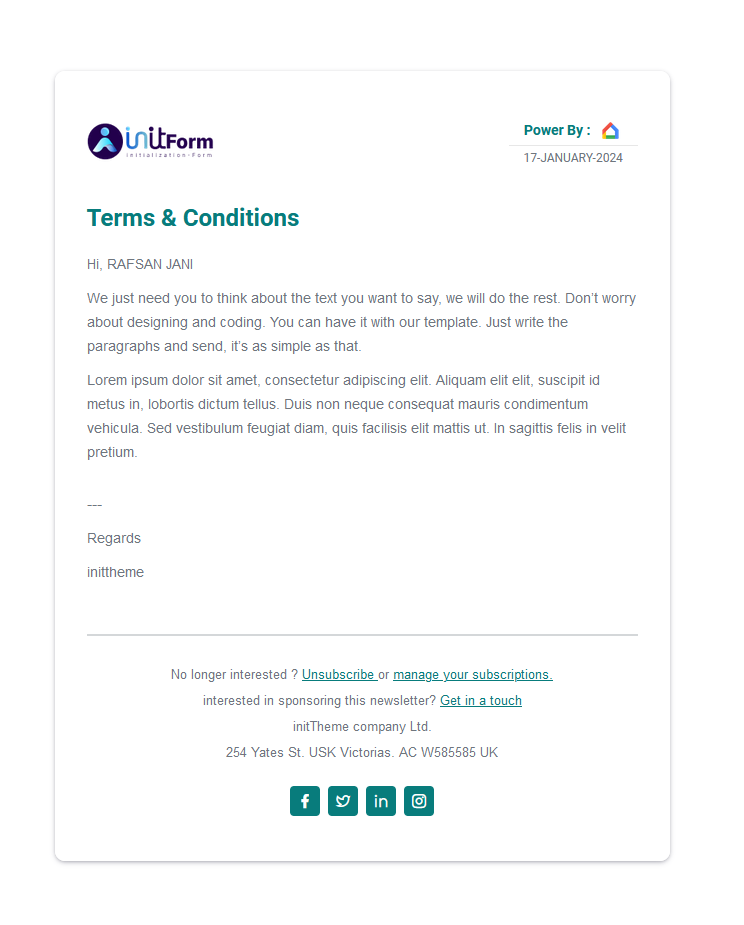 initForm
initialization-Form
Power By :
17-JANUARY-2024
Terms & Conditions
Hi, RAFSAN JANI
We just need you to think about the text you want to say, we will do the rest. Don’t worry
about designing and coding. You can have it with our template. Just write the
paragraphs and send, it’s as simple as that.
Lorem ipsum dolor sit amet, consectetur adipiscing elit. Aliquam elit elit, suscipit id
metus in, lobortis dictum tellus. Duis non neque consequat mauris condimentum
vehicula. Sed vestibulum feugiat diam, quis facilisis elit mattis ut. In sagittis felis in velit
pretium.
---
Regards
inittheme
No longer interested ? Unsubscribe or manage your subscriptions.
interested in sponsoring this newsletter? Get in a touch
initTheme company Ltd.
254 Yates St. USK Victorias. AC W585585 UK